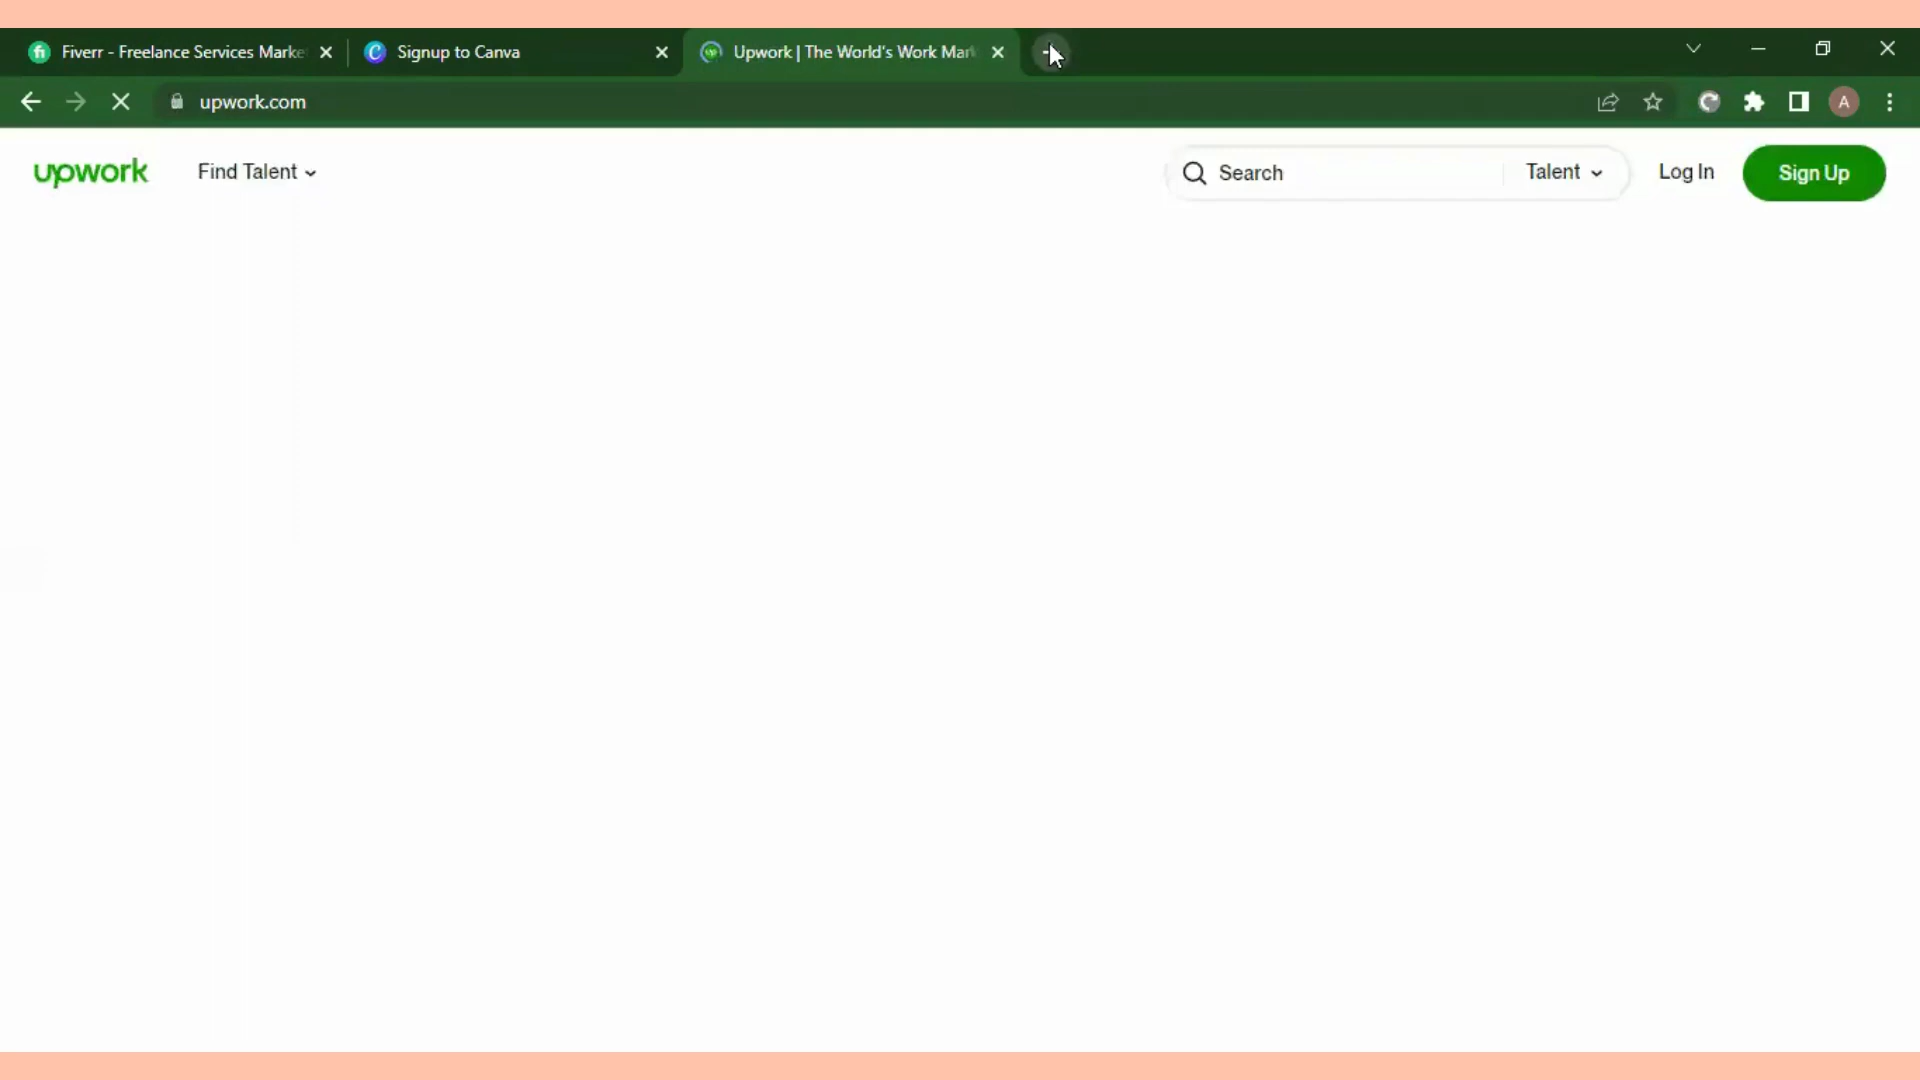 Fiverr - Freelance Services Marke
Signup to Canva
Upwork | The World's Work Mar
upwork.com
A
upwork
Find Talent
Search
Talent
Log In
Sign Up